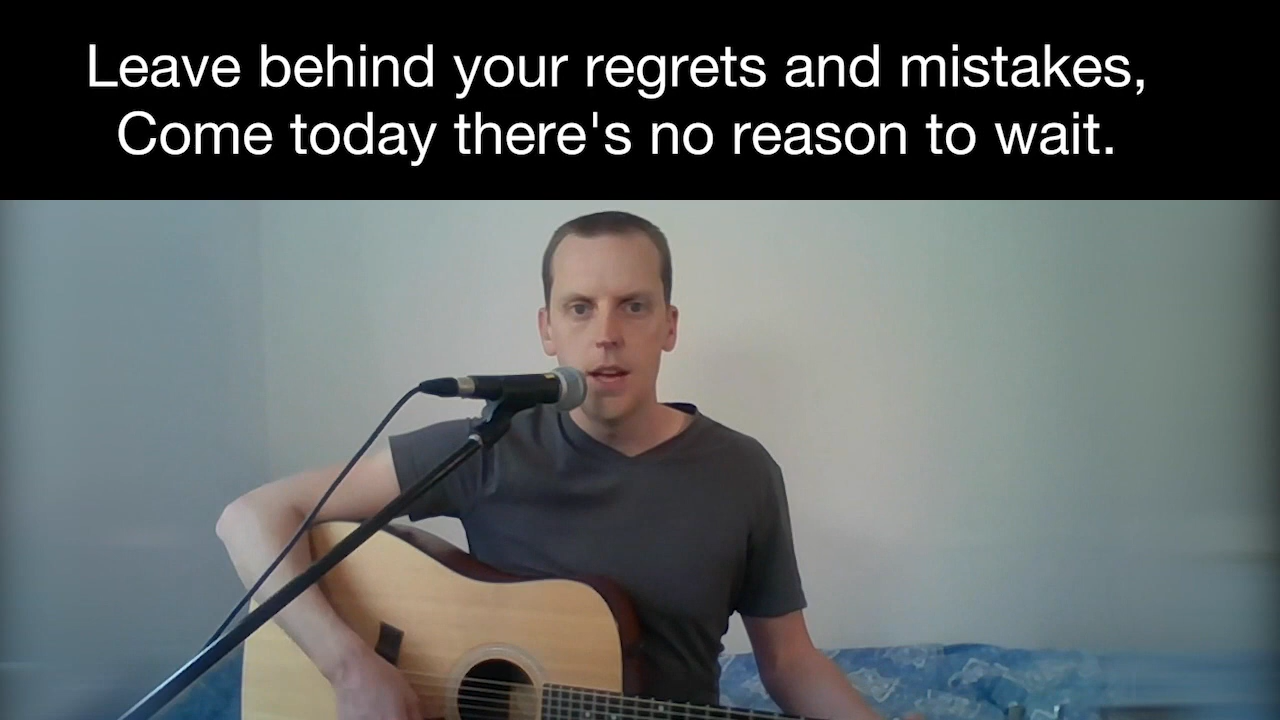 Leave behind your regrets and mistakes,
Come today there's no reason to wait.